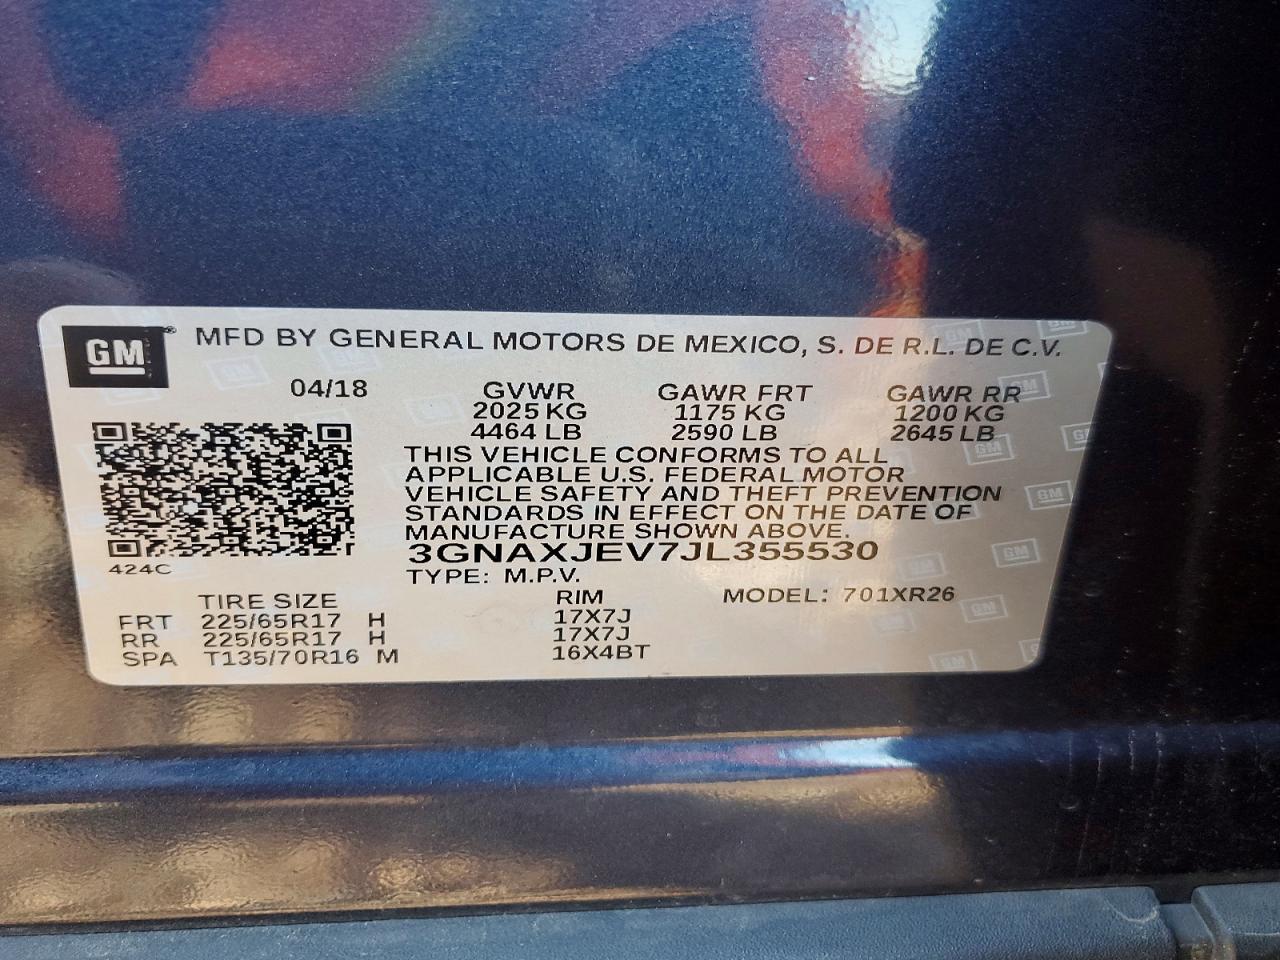 GM MFD BY GENERAL MOTORS DE MEXICO, S. DE R.L. DE C.V.
04/18 GVWR GAWR FRT GAWR RR
2025 KG 1175 KG 1200 KG
4464 LB 2590 LB 2645 LB
THIS VEHICLE CONFORMS TO ALL
APPLICABLE U.S. FEDERAL MOTOR
VEHICLE SAFETY AND THEFT PREVENTION
STANDARDS IN EFFECT ON THE DATE OF
MANUFACTURE SHOWN ABOVE.
3GNAXJEV7JL355530
424C
TYPE: M.P.V.
TIRE SIZE RIM MODEL: 701XR26
FRT 225/65R17 H 17X7J
RR 225/65R17 H 17X7J
SPA T135/70R16 M 16X4BT